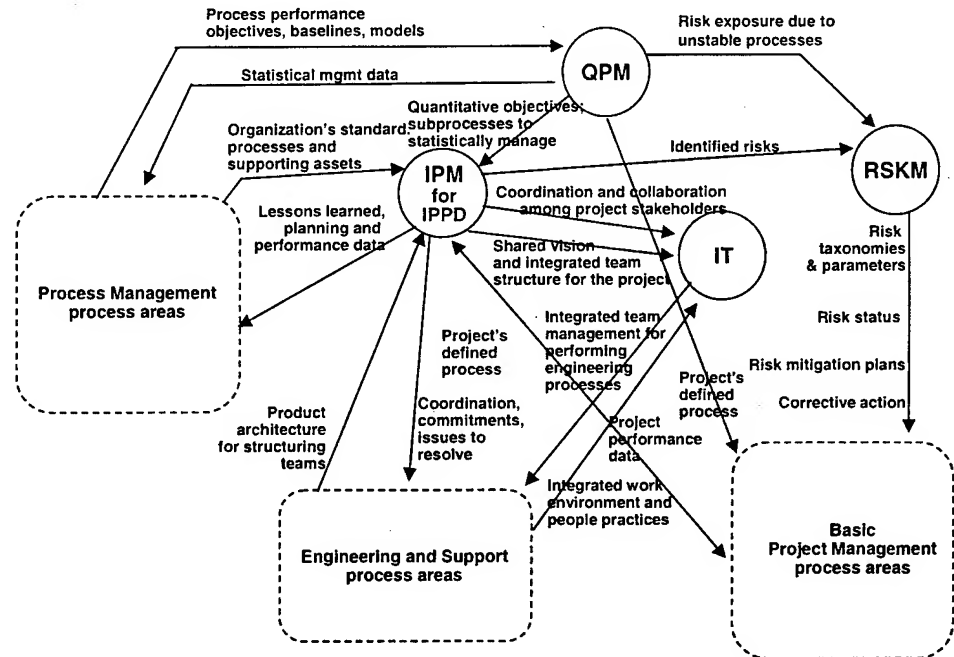 Process performance
objectives, baselines, models
Risk exposure due to
unstable processes
QPM
Statistical mgmt data
Quantitative objectives;
subprocesses to
statistically manage
Organization's standard
processes and
supporting assets
Identified risks
IPM
for
IPPD
RSKM
Coordination and collaboration
among project stakeholders
Lessons learned,
planning and
performance data
Shared vision
and integrated team
structure for the project
IT
Risk
taxonomies
& parameters
Process Management
process areas
Risk status
Integrated team
management for
performing
engineering
processes
Project's
defined
process
Risk mitigation plans
Project's
defined
process
Corrective action
Product
architecture
for structuring
teams
Coordination,
commitments,
issues to
resolve
Project
performance
data
Integrated work
environment and
people practices
Engineering and Support
process areas
Basic
Project Management
process areas